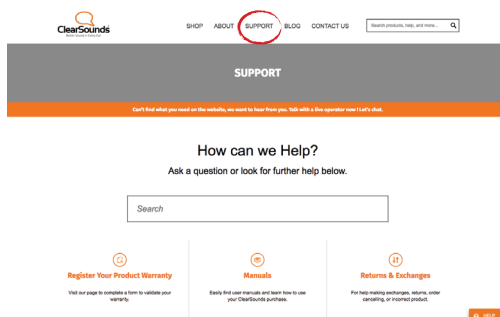 ClearSounds
SHOP ABOUT SUPPORT BLOG CONTACT US
Search products, help, and more...
SUPPORT
Can't find what you need on the website, we want to hear from you. Talk with a live operator now ! Let's chat.
How can we Help?
Ask a question or look for further help below.
Search
Register Your Product Warranty
Manuals
Returns & Exchanges
Visit our page to complete a form to validate your
warranty.
Easily find user manuals and learn how to use
your ClearSounds purchase.
For help making exchanges, returns, order
canceling, or incorrect product.
HELP